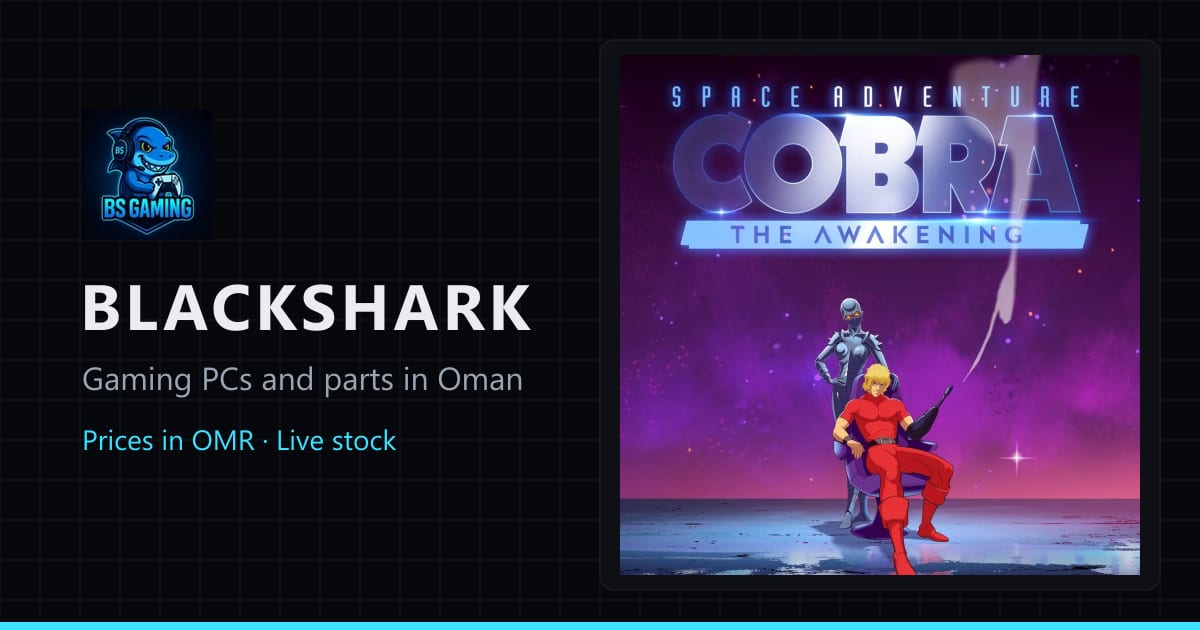 BS
BS GAMING
BLACKSHARK
Gaming PCs and parts in Oman
Prices in OMR · Live stock
SPACE ADVENTURE
COBRA
THE AWAKENING